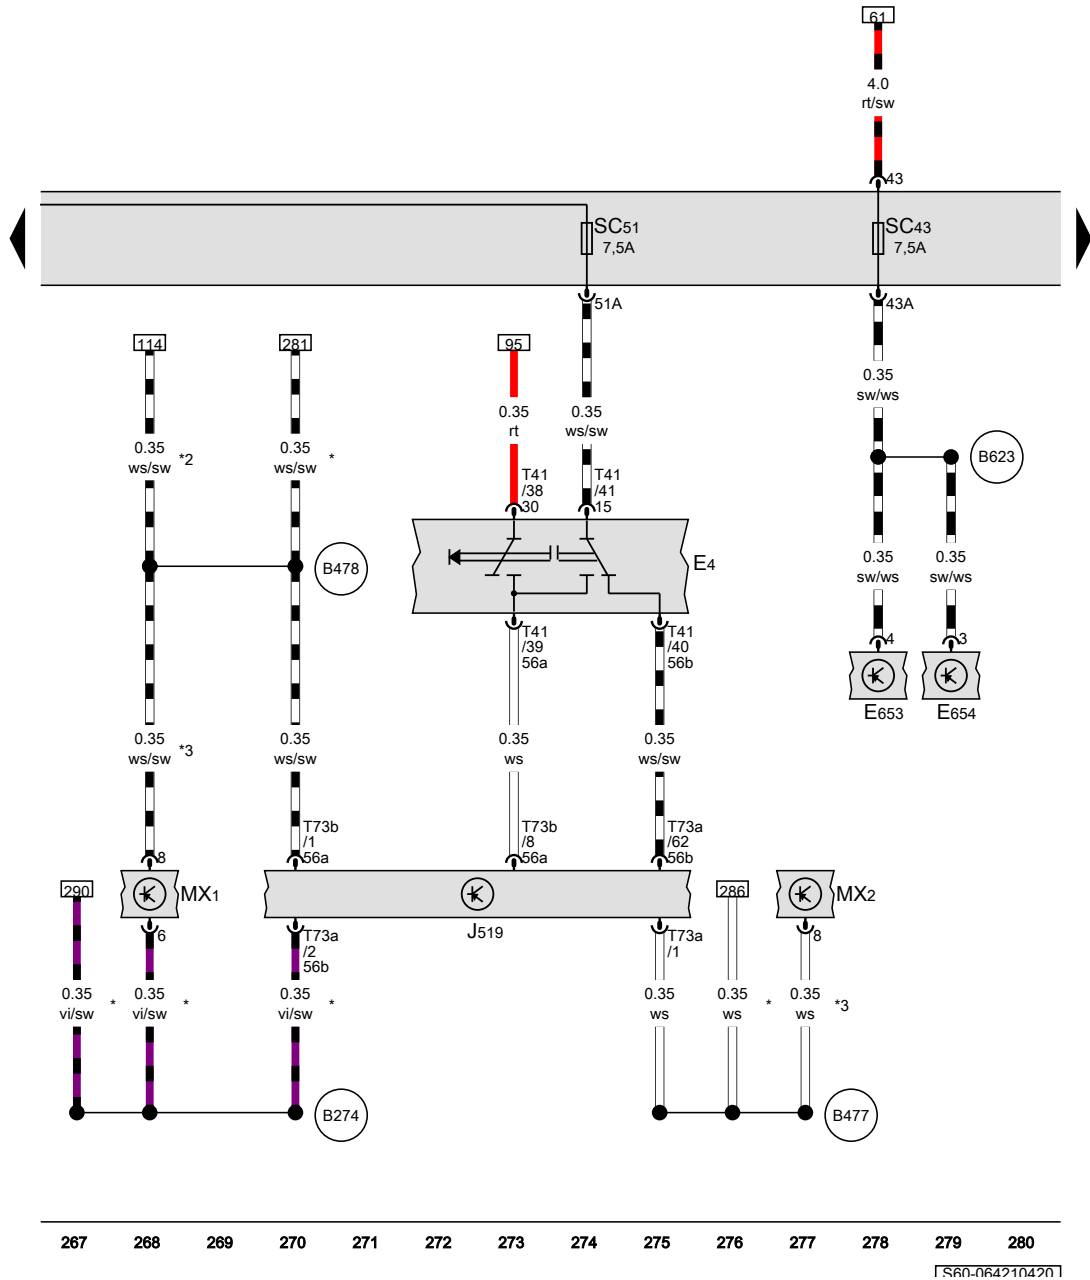 61
4.0
rt/sw
43
SC51
7,5A
SC43
7,5A
51A
43A
114
281
95
0.35
sw/ws
0.35
rt
0.35
ws/sw
0.35
ws/sw
*2
0.35
ws/sw
*
B623
T41
/38
30
T41
/41
15
B478
E4
0.35
sw/ws
0.35
sw/ws
T41
/39
56a
T41
/40
56b
4
3
E653
E654
0.35
ws/sw
*3
0.35
ws/sw
0.35
ws
0.35
ws/sw
T73b
/1
56a
T73b
/8
56a
T73a
/62
56b
8
290
MX1
286
MX2
J519
6
T73a
/2
56b
T73a
/1
8
0.35
vi/sw
*
0.35
vi/sw
*
0.35
vi/sw
*
0.35
ws
0.35
ws
*
0.35
ws
*3
B274
B477
267 268 269 270 271 272 273 274 275 276 277 278 279 280
S60-064210420